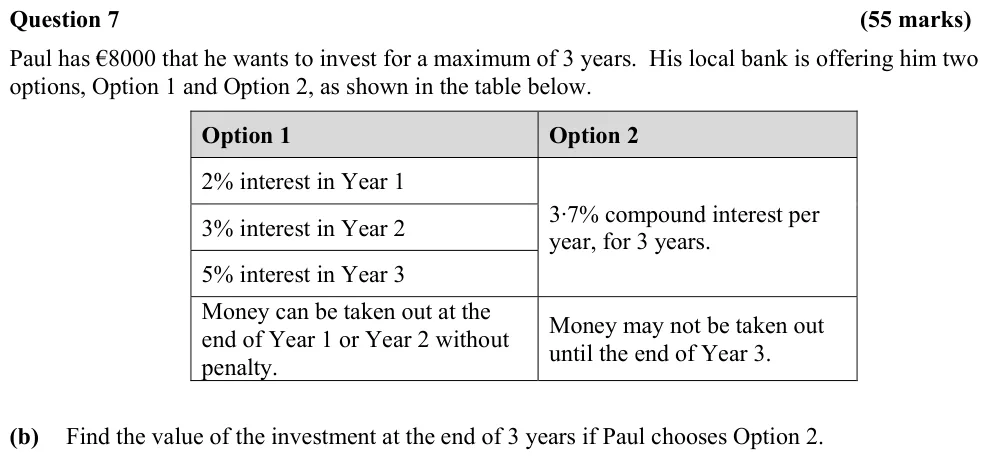 Question 7 (55 marks)
Paul has €8000 that he wants to invest for a maximum of 3 years. His local bank is offering him two
options, Option 1 and Option 2, as shown in the table below.
Option 1 Option 2
2% interest in Year 1
3% interest in Year 2
5% interest in Year 3
3·7% compound interest per
year, for 3 years.
Money can be taken out at the
end of Year 1 or Year 2 without
penalty.
Money may not be taken out
until the end of Year 3.
(b) Find the value of the investment at the end of 3 years if Paul chooses Option 2.